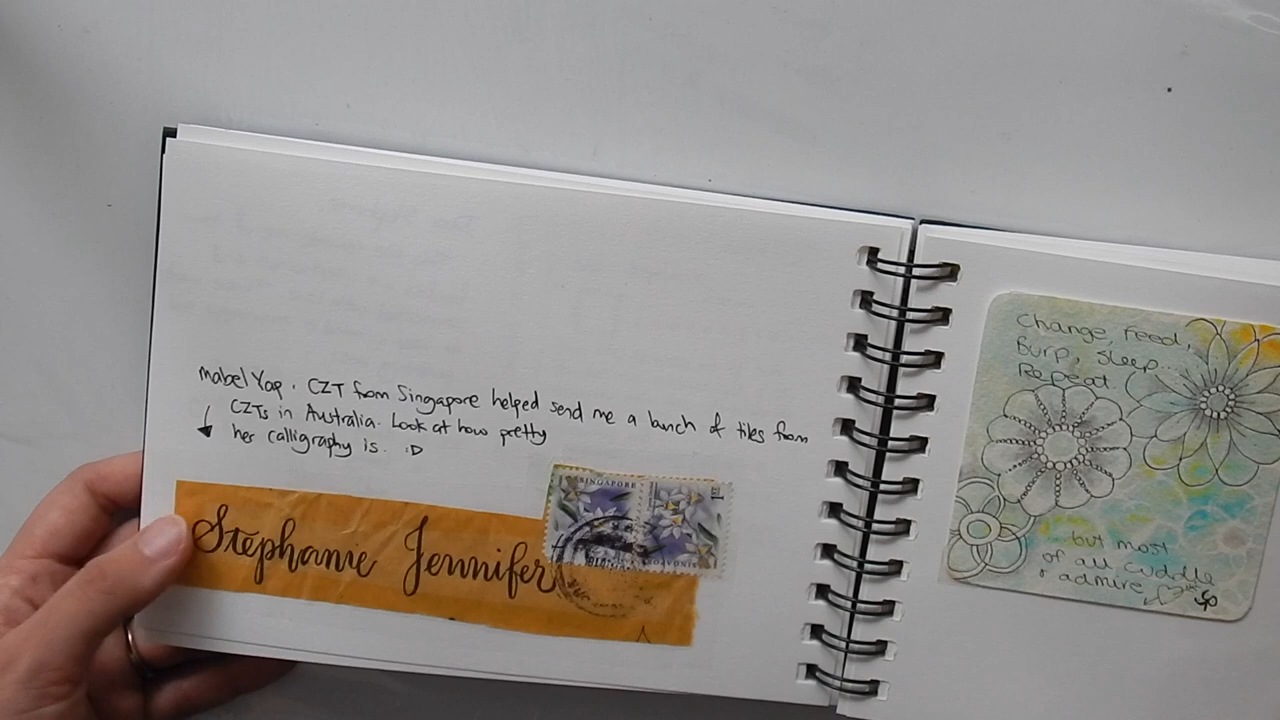 Mabel Yap, CZT from Singapore helped send me a bunch of tiles from
CZTs in Australia. Look at how pretty
her calligraphy is. :D
Stephanie Jennifer
SINGAPORE
SINGAPORE
Change, Feed,
Burp, Sleep...
Repeat
but most
of all cuddle
& admire